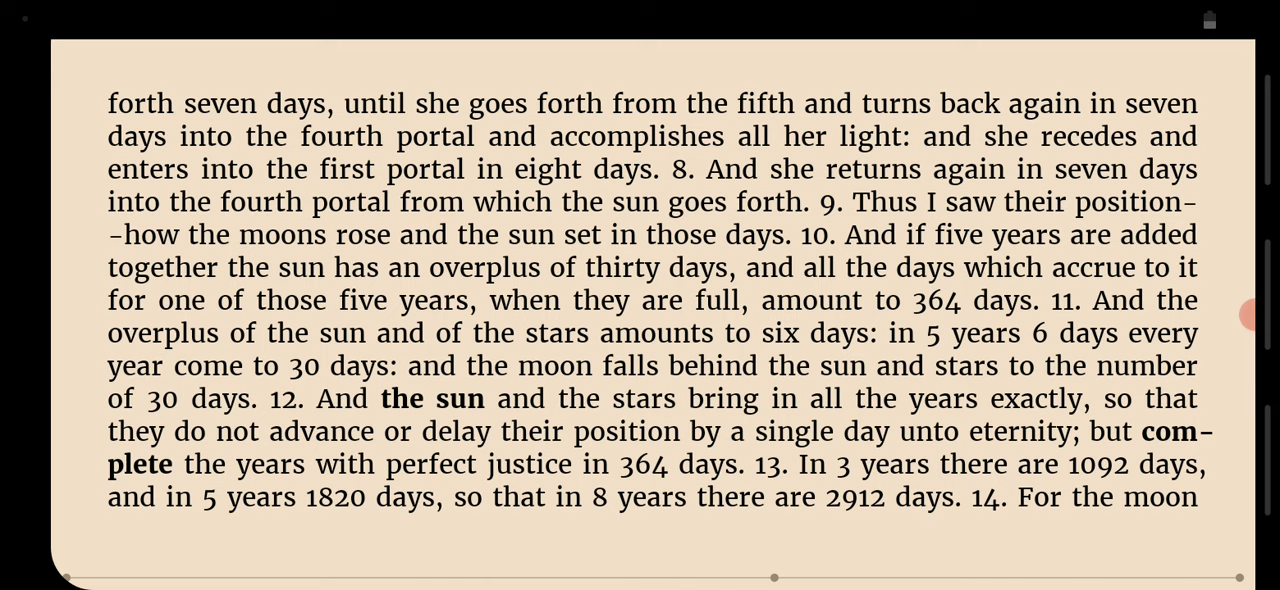 forth seven days, until she goes forth from the fifth and turns back again in seven
days into the fourth portal and accomplishes all her light: and she recedes and
enters into the first portal in eight days. 8. And she returns again in seven days
into the fourth portal from which the sun goes forth. 9. Thus I saw their position-
-how the moons rose and the sun set in those days. 10. And if five years are added
together the sun has an overplus of thirty days, and all the days which accrue to it
for one of those five years, when they are full, amount to 364 days. 11. And the
overplus of the sun and of the stars amounts to six days: in 5 years 6 days every
year come to 30 days: and the moon falls behind the sun and stars to the number
of 30 days. 12. And the sun and the stars bring in all the years exactly, so that
they do not advance or delay their position by a single day unto eternity; but com-
plete the years with perfect justice in 364 days. 13. In 3 years there are 1092 days,
and in 5 years 1820 days, so that in 8 years there are 2912 days. 14. For the moon